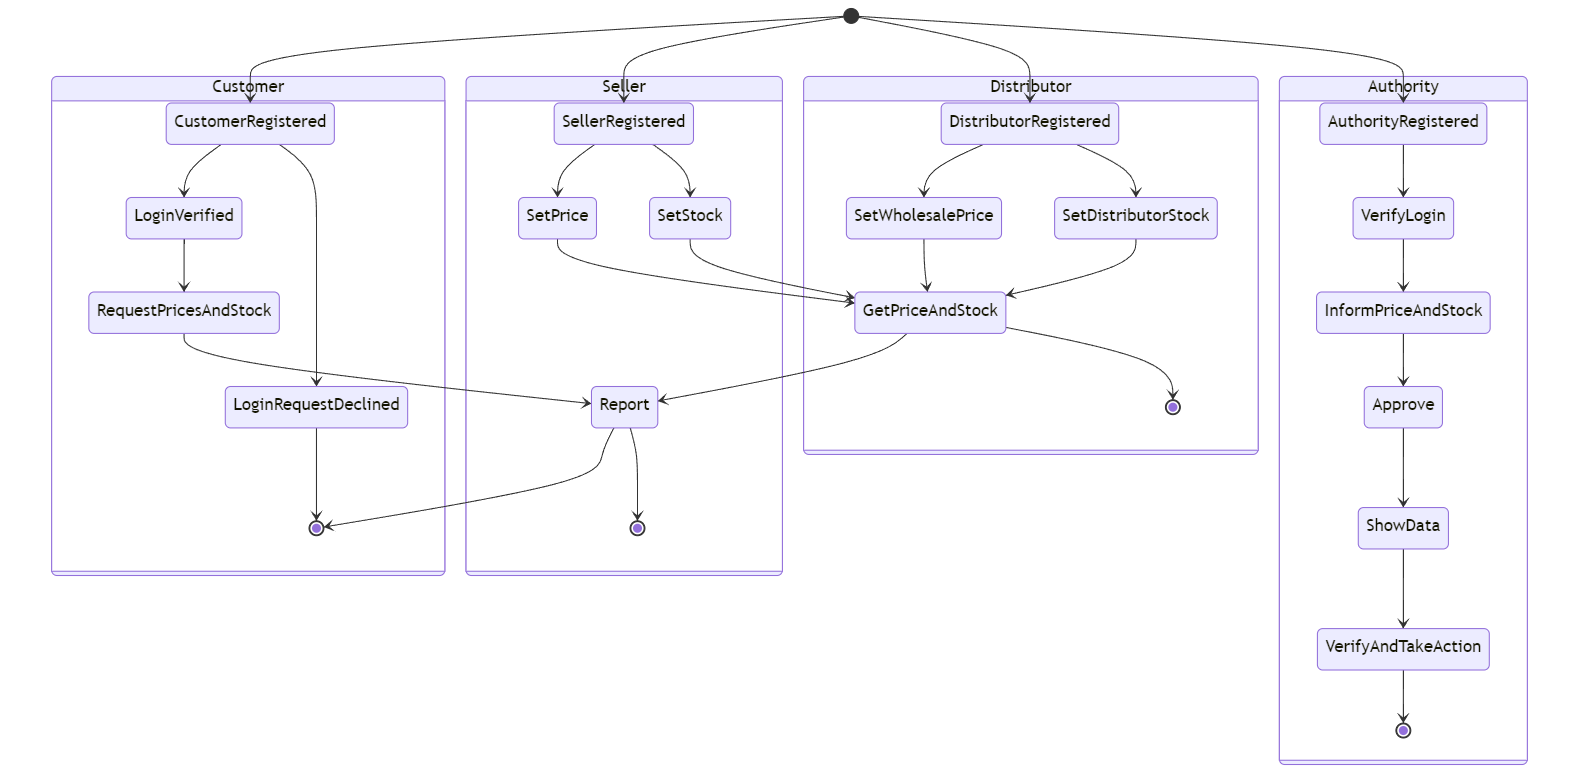 Customer
Seller
Distributor
Authority
CustomerRegistered
SellerRegistered
DistributorRegistered
AuthorityRegistered
LoginVerified
SetPrice
SetStock
SetWholesalePrice
SetDistributorStock
VerifyLogin
RequestPricesAndStock
GetPriceAndStock
InformPriceAndStock
LoginRequestDeclined
Report
Approve
ShowData
VerifyAndTakeAction